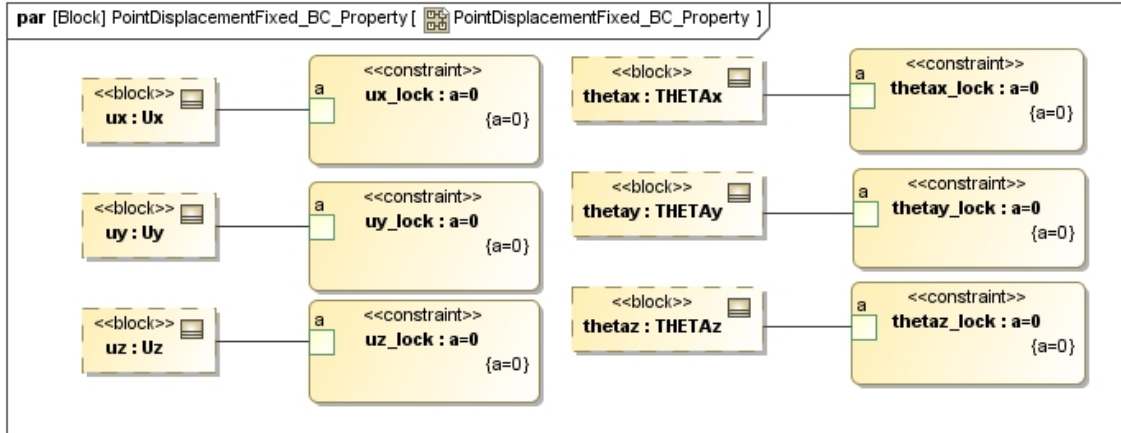 par [Block] PointDisplacementFixed_BC_Property [ PointDisplacementFixed_BC_Property ]
<<block>>
ux : Ux
a
<<constraint>>
ux_lock : a=0
{a=0}
<<block>>
thetax : THETAx
a
<<constraint>>
thetax_lock : a=0
{a=0}
<<block>>
uy : Uy
a
<<constraint>>
uy_lock : a=0
{a=0}
<<block>>
thetay : THETAy
a
<<constraint>>
thetay_lock : a=0
{a=0}
<<block>>
uz : Uz
a
<<constraint>>
uz_lock : a=0
{a=0}
<<block>>
thetaz : THETAz
a
<<constraint>>
thetaz_lock : a=0
{a=0}